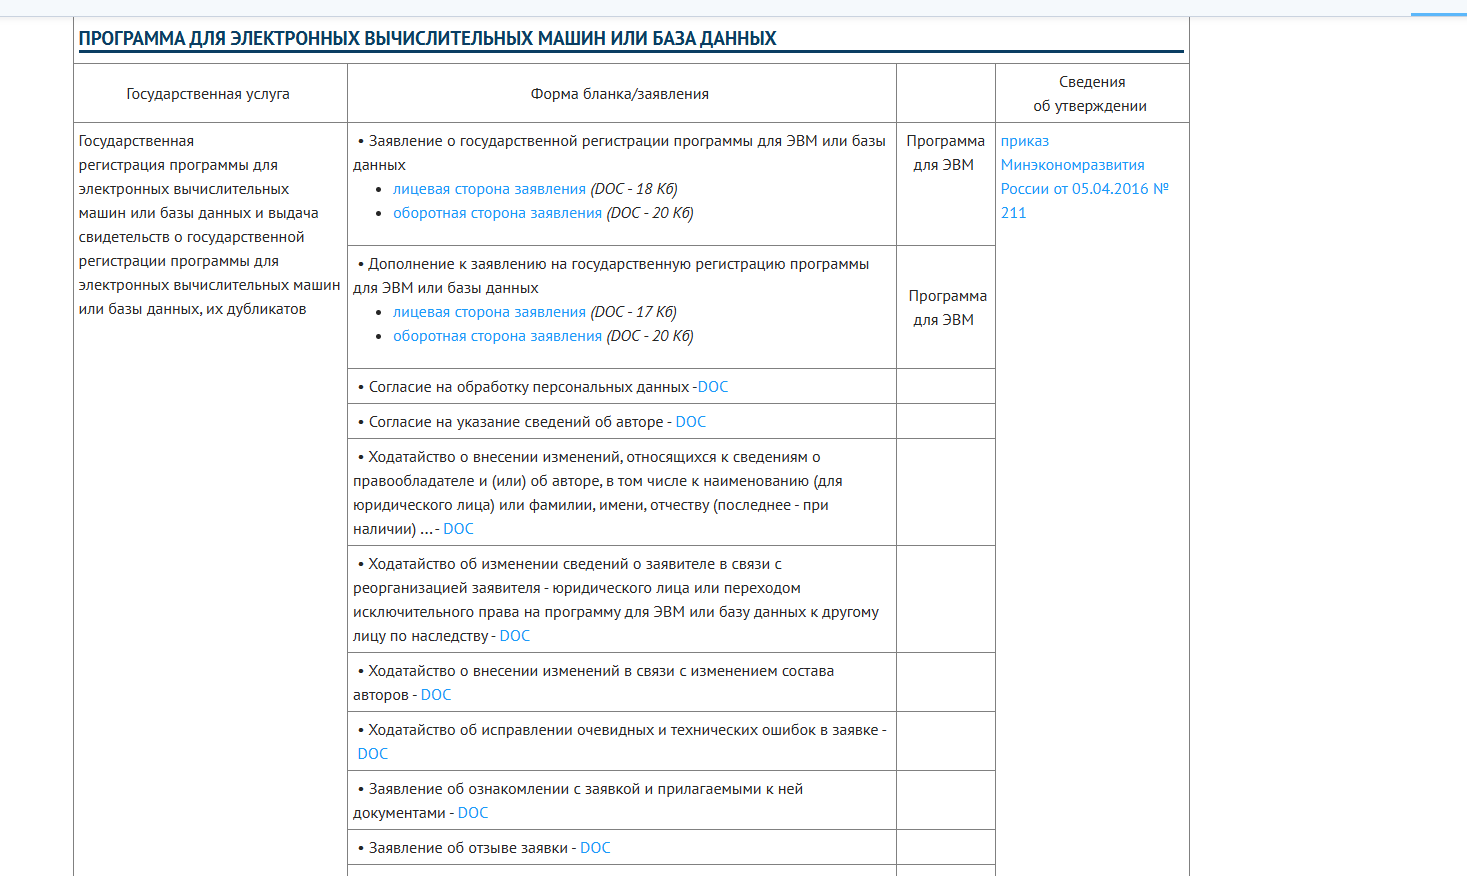 ПРОГРАММА ДЛЯ ЭЛЕКТРОННЫХ ВЫЧИСЛИТЕЛЬНЫХ МАШИН ИЛИ БАЗА ДАННЫХ
Государственная услуга
Форма бланка/заявления
Сведения
об утверждении
Государственная
регистрация программы для
электронных вычислительных
машин или базы данных и выдача
свидетельств о государственной
регистрации программы для
электронных вычислительных машин
или базы данных, их дубликатов
• Заявление о государственной регистрации программы для ЭВМ или базы
данных
• лицевая сторона заявления (DOC - 18 Кб)
• оборотная сторона заявления (DOC - 20 Кб)
Программа
для ЭВМ
приказ
Минэкономразвития
России от 05.04.2016 №
211
• Дополнение к заявлению на государственную регистрацию программы
для ЭВМ или базы данных
• лицевая сторона заявления (DOC - 17 Кб)
• оборотная сторона заявления (DOC - 20 Кб)
Программа
для ЭВМ
• Согласие на обработку персональных данных -DOC
• Согласие на указание сведений об авторе - DOC
• Ходатайство о внесении изменений, относящихся к сведениям о
правообладателе и (или) об авторе, в том числе к наименованию (для
юридического лица) или фамилии, имени, отчеству (последнее - при
наличии) ...- DOC
• Ходатайство об изменении сведений о заявителе в связи с
реорганизацией заявителя - юридического лица или переходом
исключительного права на программу для ЭВМ или базу данных к другому
лицу по наследству - DOC
• Ходатайство о внесении изменений в связи с изменением состава
авторов - DOC
• Ходатайство об исправлении очевидных и технических ошибок в заявке -
DOC
• Заявление об ознакомлении с заявкой и прилагаемыми к ней
документами - DOC
• Заявление об отзыве заявки - DOC